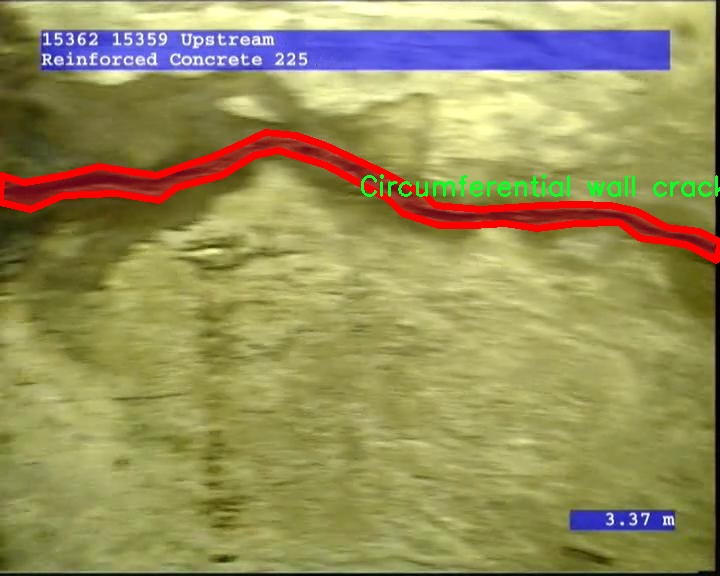 15362 15359 Upstream
Reinforced Concrete 225
Circumferential wall crack
3.37 m